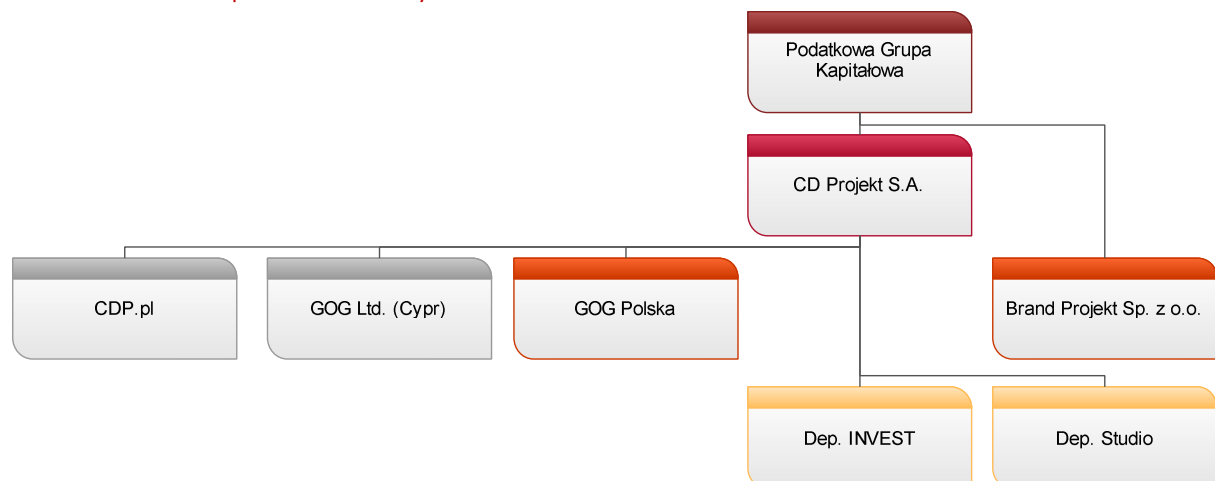 Podatkowa Grupa
Kapitałowa
CD Projekt S.A.
CDP.pl
GOG Ltd. (Cypr)
GOG Polska
Brand Projekt Sp. z o.o.
Dep. INVEST
Dep. Studio